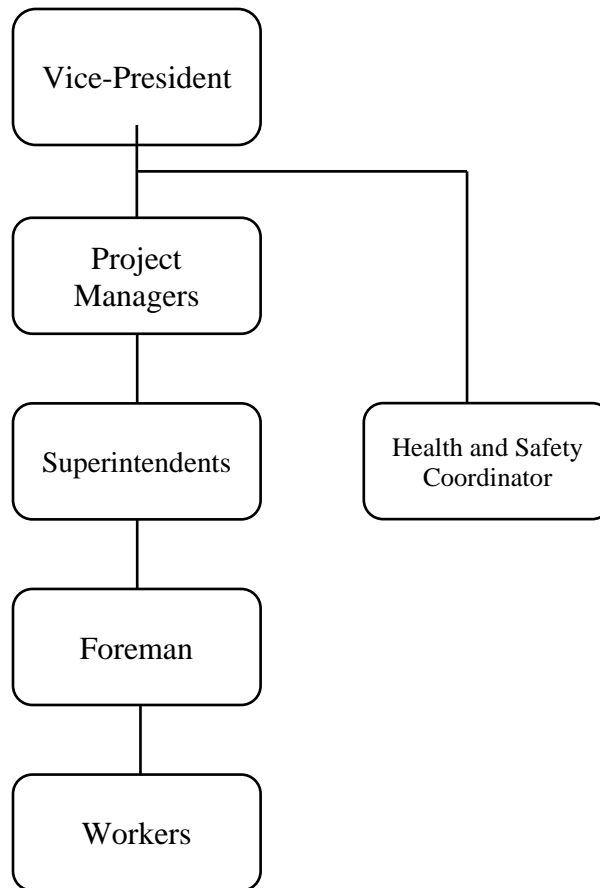 Vice-President
Project
Managers
Superintendents
Health and Safety
Coordinator
Foreman
Workers